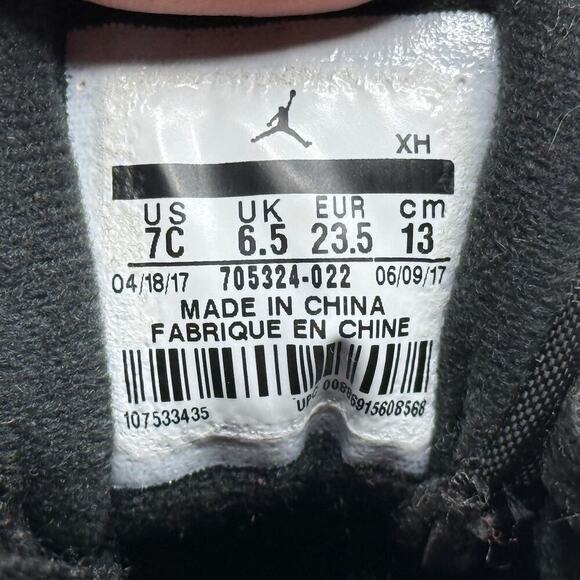 XH
US UK EUR cm
7C 6.5 23.5 13
04/18/17 705324-022 06/09/17
MADE IN CHINA
FABRIQUE EN CHINE
107533435